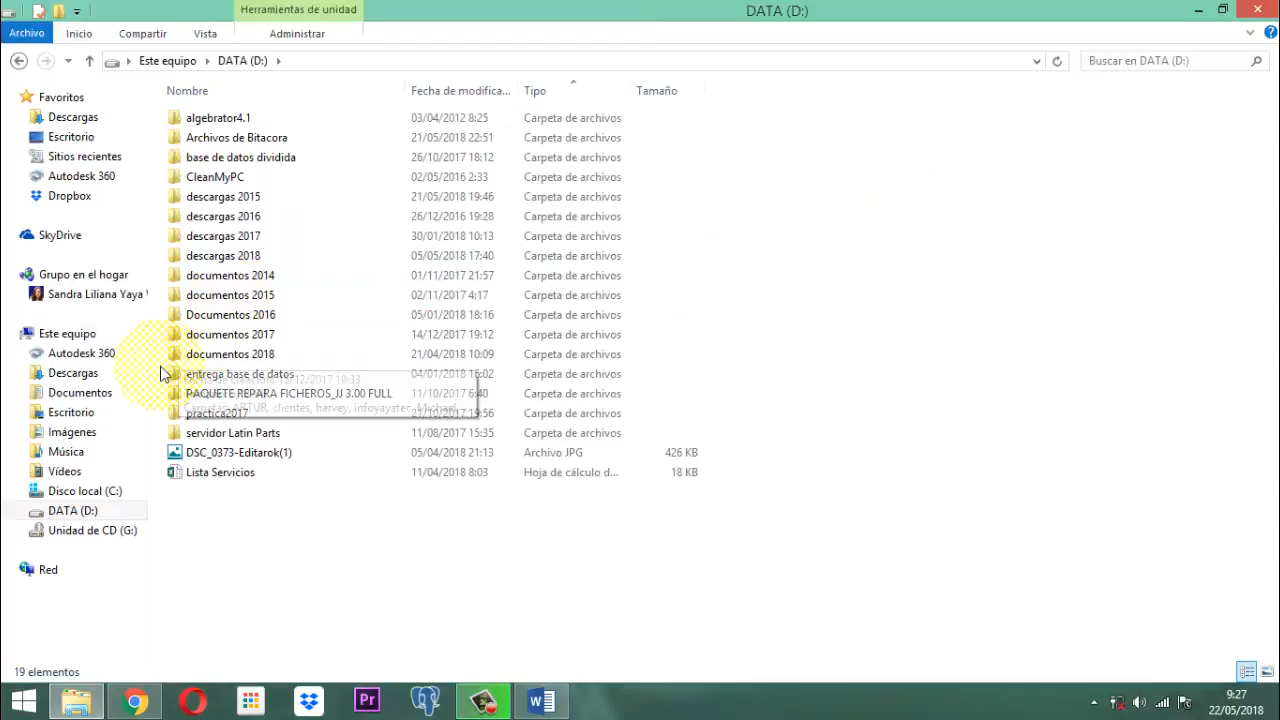 Herramientas de unidad
DATA (D:)
Archivo Inicio Compartir Vista Administrar
Este equipo DATA (D:) Buscar en DATA (D:)
Nombre Fecha de modifica... Tipo Tamaño
Favoritos
Descargas
Escritorio
Sitios recientes
Autodesk 360
Dropbox
SkyDrive
Grupo en el hogar
Sandra Liliana Yaya
Este equipo
Autodesk 360
Descargas
Documentos
Escritorio
Imágenes
Música
Vídeos
Disco local (C:)
DATA (D:)
Unidad de CD (G:)
Red
algebrator4.1 03/04/2012 8:25 Carpeta de archivos
Archivos de Bitacora 21/05/2018 22:51 Carpeta de archivos
base de datos dividida 26/10/2017 18:12 Carpeta de archivos
CleanMyPC 02/05/2016 2:33 Carpeta de archivos
descargas 2015 21/05/2018 19:46 Carpeta de archivos
descargas 2016 26/12/2016 19:28 Carpeta de archivos
descargas 2017 30/01/2018 10:13 Carpeta de archivos
descargas 2018 05/05/2018 17:40 Carpeta de archivos
documentos 2014 01/11/2017 21:57 Carpeta de archivos
documentos 2015 02/11/2017 4:17 Carpeta de archivos
Documentos 2016 05/01/2018 18:16 Carpeta de archivos
documentos 2017 14/12/2017 19:12 Carpeta de archivos
documentos 2018 21/04/2018 10:09 Carpeta de archivos
entrega base de datos 04/01/2018 16:02 Carpeta de archivos
PAQUETE REPARA FICHEROS_JJ 3.00 FULL 11/10/2017 6:40 Carpeta de archivos
practica2017 19:56 Carpeta de archivos
servidor Latin Parts 11/08/2017 15:35 Carpeta de archivos
DSC_0373-Editarok(1) 05/04/2018 21:13 Archivo JPG 426 KB
Lista Servicios 11/04/2018 8:03 Hoja de cálculo d... 18 KB
19 elementos
9:27
22/05/2018